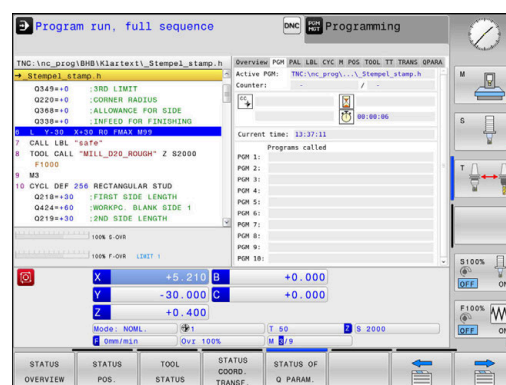 Program run, full sequence
DNC
PGM MGT
Programming
TNC:\nc_prog\BHB\Klartext\_Stempel_stamp.h
→_Stempel_stamp.h
Q349=+0 ;3RD LIMIT
Q220=+0 ;CORNER RADIUS
Q368=+0 ;ALLOWANCE FOR SIDE
Q338=+0 ;INFEED FOR FINISHING
6 L Y-30 X+30 R0 FMAX M99
7 CALL LBL "safe"
8 TOOL CALL "MILL_D20_ROUGH" Z S2000
F1000
9 M3
10 CYCL DEF 256 RECTANGULAR STUD
Q218=+30 ;FIRST SIDE LENGTH
Q424=+60 ;WORKPC. BLANK SIDE 1
Q219=+30 ;2ND SIDE LENGTH
100% S-OVR
100% F-OVR LIMIT 1
Overview PGM PAL LBL CYC M POS TOOL TT TRANS QPARA
Active PGM: TNC:\nc_prog\...\_Stempel_stamp.h
Counter: - / -
CC
00:00:06
Current time: 13:37:11
Programs called
PGM 1:
PGM 2:
PGM 3:
PGM 4:
PGM 5:
PGM 6:
PGM 7:
PGM 8:
PGM 9:
PGM 10:
X +5.210 B +0.000
Y -30.000 C +0.000
Z +0.400
Mode: NOML. 1 T 50 Z S 2000
F 0mm/min Ovr 100% M 3/9
M
S
T
S100%
OFF ON
F100%
OFF ON
STATUS OVERVIEW
STATUS POS.
TOOL STATUS
STATUS COORD. TRANSF.
STATUS OF Q PARAM.